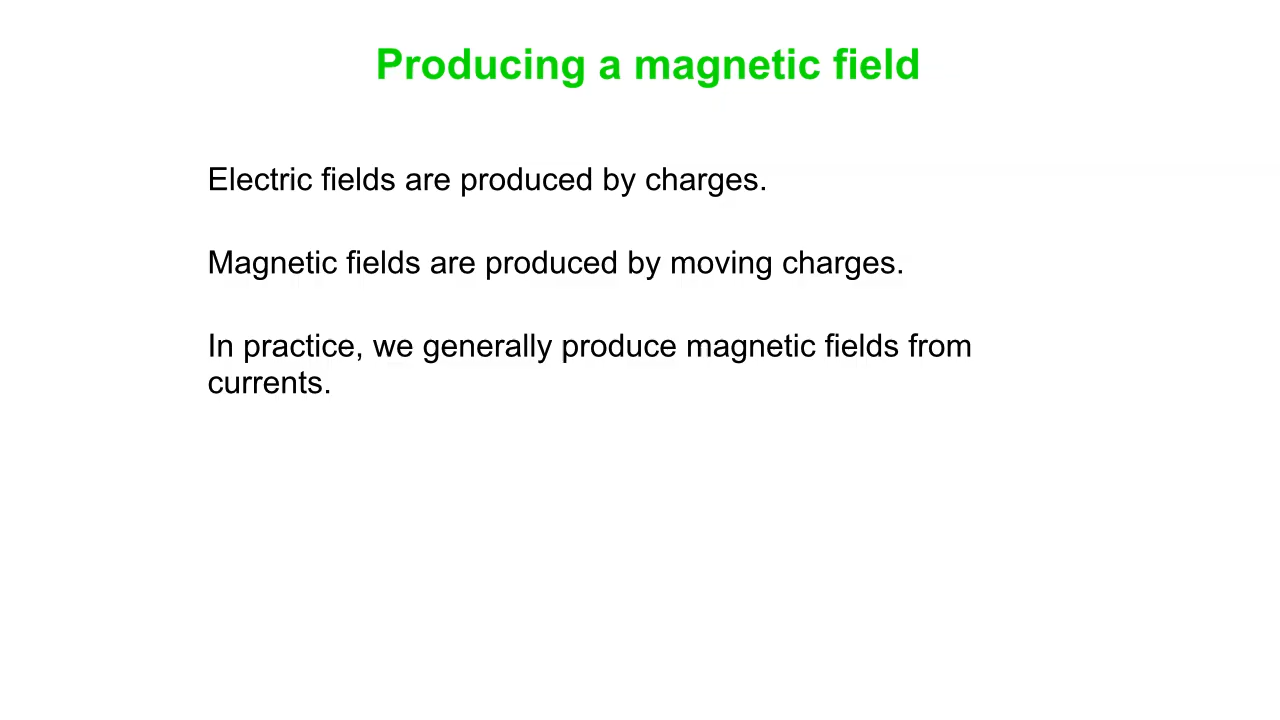 Producing a magnetic field
Electric fields are produced by charges.
Magnetic fields are produced by moving charges.
In practice, we generally produce magnetic fields from
currents.